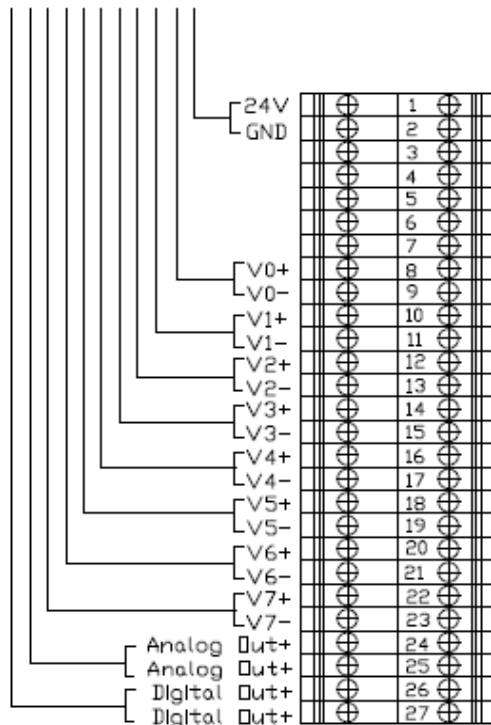 24V 1
GND 2
3
4
5
6
7
V0+ 8
V0- 9
V1+ 10
V1- 11
V2+ 12
V2- 13
V3+ 14
V3- 15
V4+ 16
V4- 17
V5+ 18
V5- 19
V6+ 20
V6- 21
V7+ 22
V7- 23
Analog Out+ 24
Analog Out+ 25
Digital Out+ 26
Digital Out+ 27